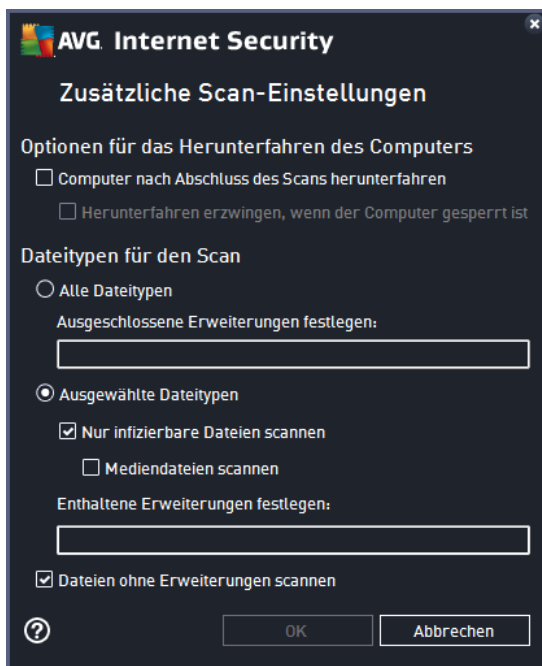 AVG. Internet Security
Zusätzliche Scan-Einstellungen
Optionen für das Herunterfahren des Computers
Computer nach Abschluss des Scans herunterfahren
Herunterfahren erzwingen, wenn der Computer gesperrt ist
Dateitypen für den Scan
Alle Dateitypen
Ausgeschlossene Erweiterungen festlegen:
Ausgewählte Dateitypen
Nur infizierbare Dateien scannen
Mediendateien scannen
Enthaltene Erweiterungen festlegen:
Dateien ohne Erweiterungen scannen
? OK Abbrechen